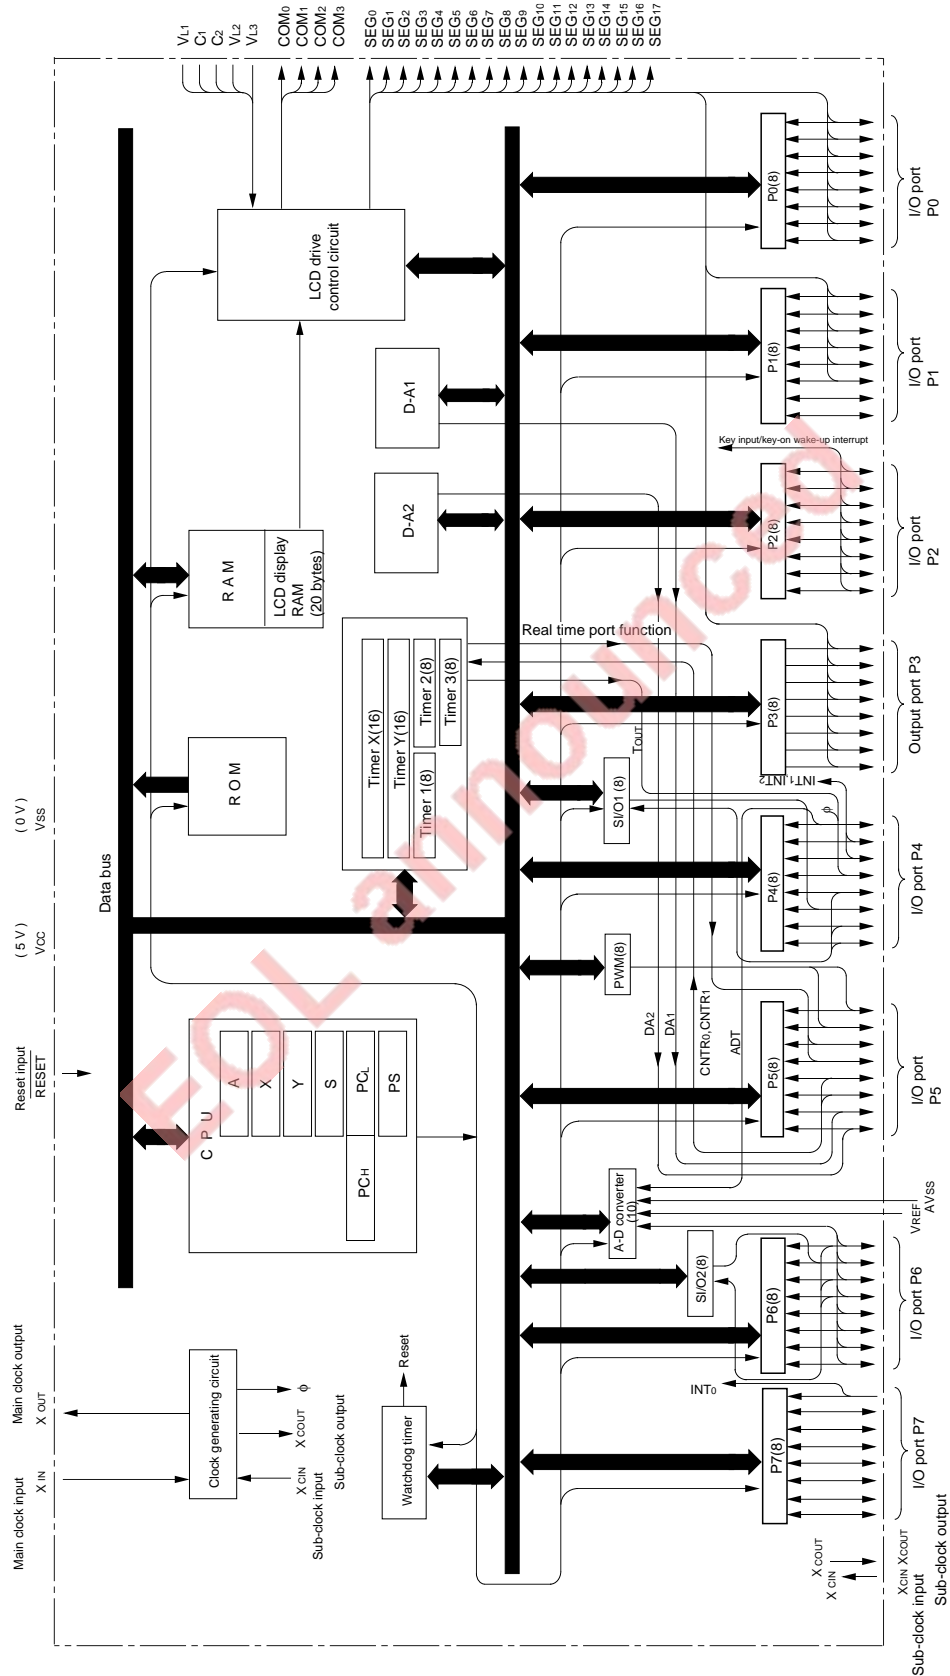 Main clock input
X IN
Main clock output
X OUT
Reset input
RESET
( 5 V )
VCC
( 0 V )
VSS
VL1
C1
C2
VL2
VL3
COM0
COM1
COM2
COM3
SEG0
SEG1
SEG2
SEG3
SEG4
SEG5
SEG6
SEG7
SEG8
SEG9
SEG10
SEG11
SEG12
SEG13
SEG14
SEG15
SEG16
SEG17
Data bus
Clock generating circuit
φ
X COUT
X CIN
Sub-clock input
Sub-clock output
C P U
A
X
Y
S
PCH
PCL
PS
R O M
R A M
LCD display
RAM
(20 bytes)
LCD drive
control circuit
Watchdog timer
Reset
Timer X(16)
Timer Y(16)
Timer 1(8)
Timer 2(8)
Timer 3(8)
D-A2
D-A1
Real time port function
TOUT
SI/O1 (8)
PWM(8)
DA2
DA1
CNTR0,CNTR1
ADT
A-D converter
(10)
SI/O2(8)
INT0
INT1,INT2
φ
Key input/key-on wake-up interrupt
P7(8)
P6(8)
P5(8)
P4(8)
P3(8)
P2(8)
P1(8)
P0(8)
X COUT
X CIN
XCIN XCOUT
Sub-clock input
Sub-clock output
I/O port P7
I/O port P6
VREF
AVSS
I/O port
P5
I/O port P4
Output port P3
I/O port
P2
I/O port
P1
I/O port
P0
EOL announced